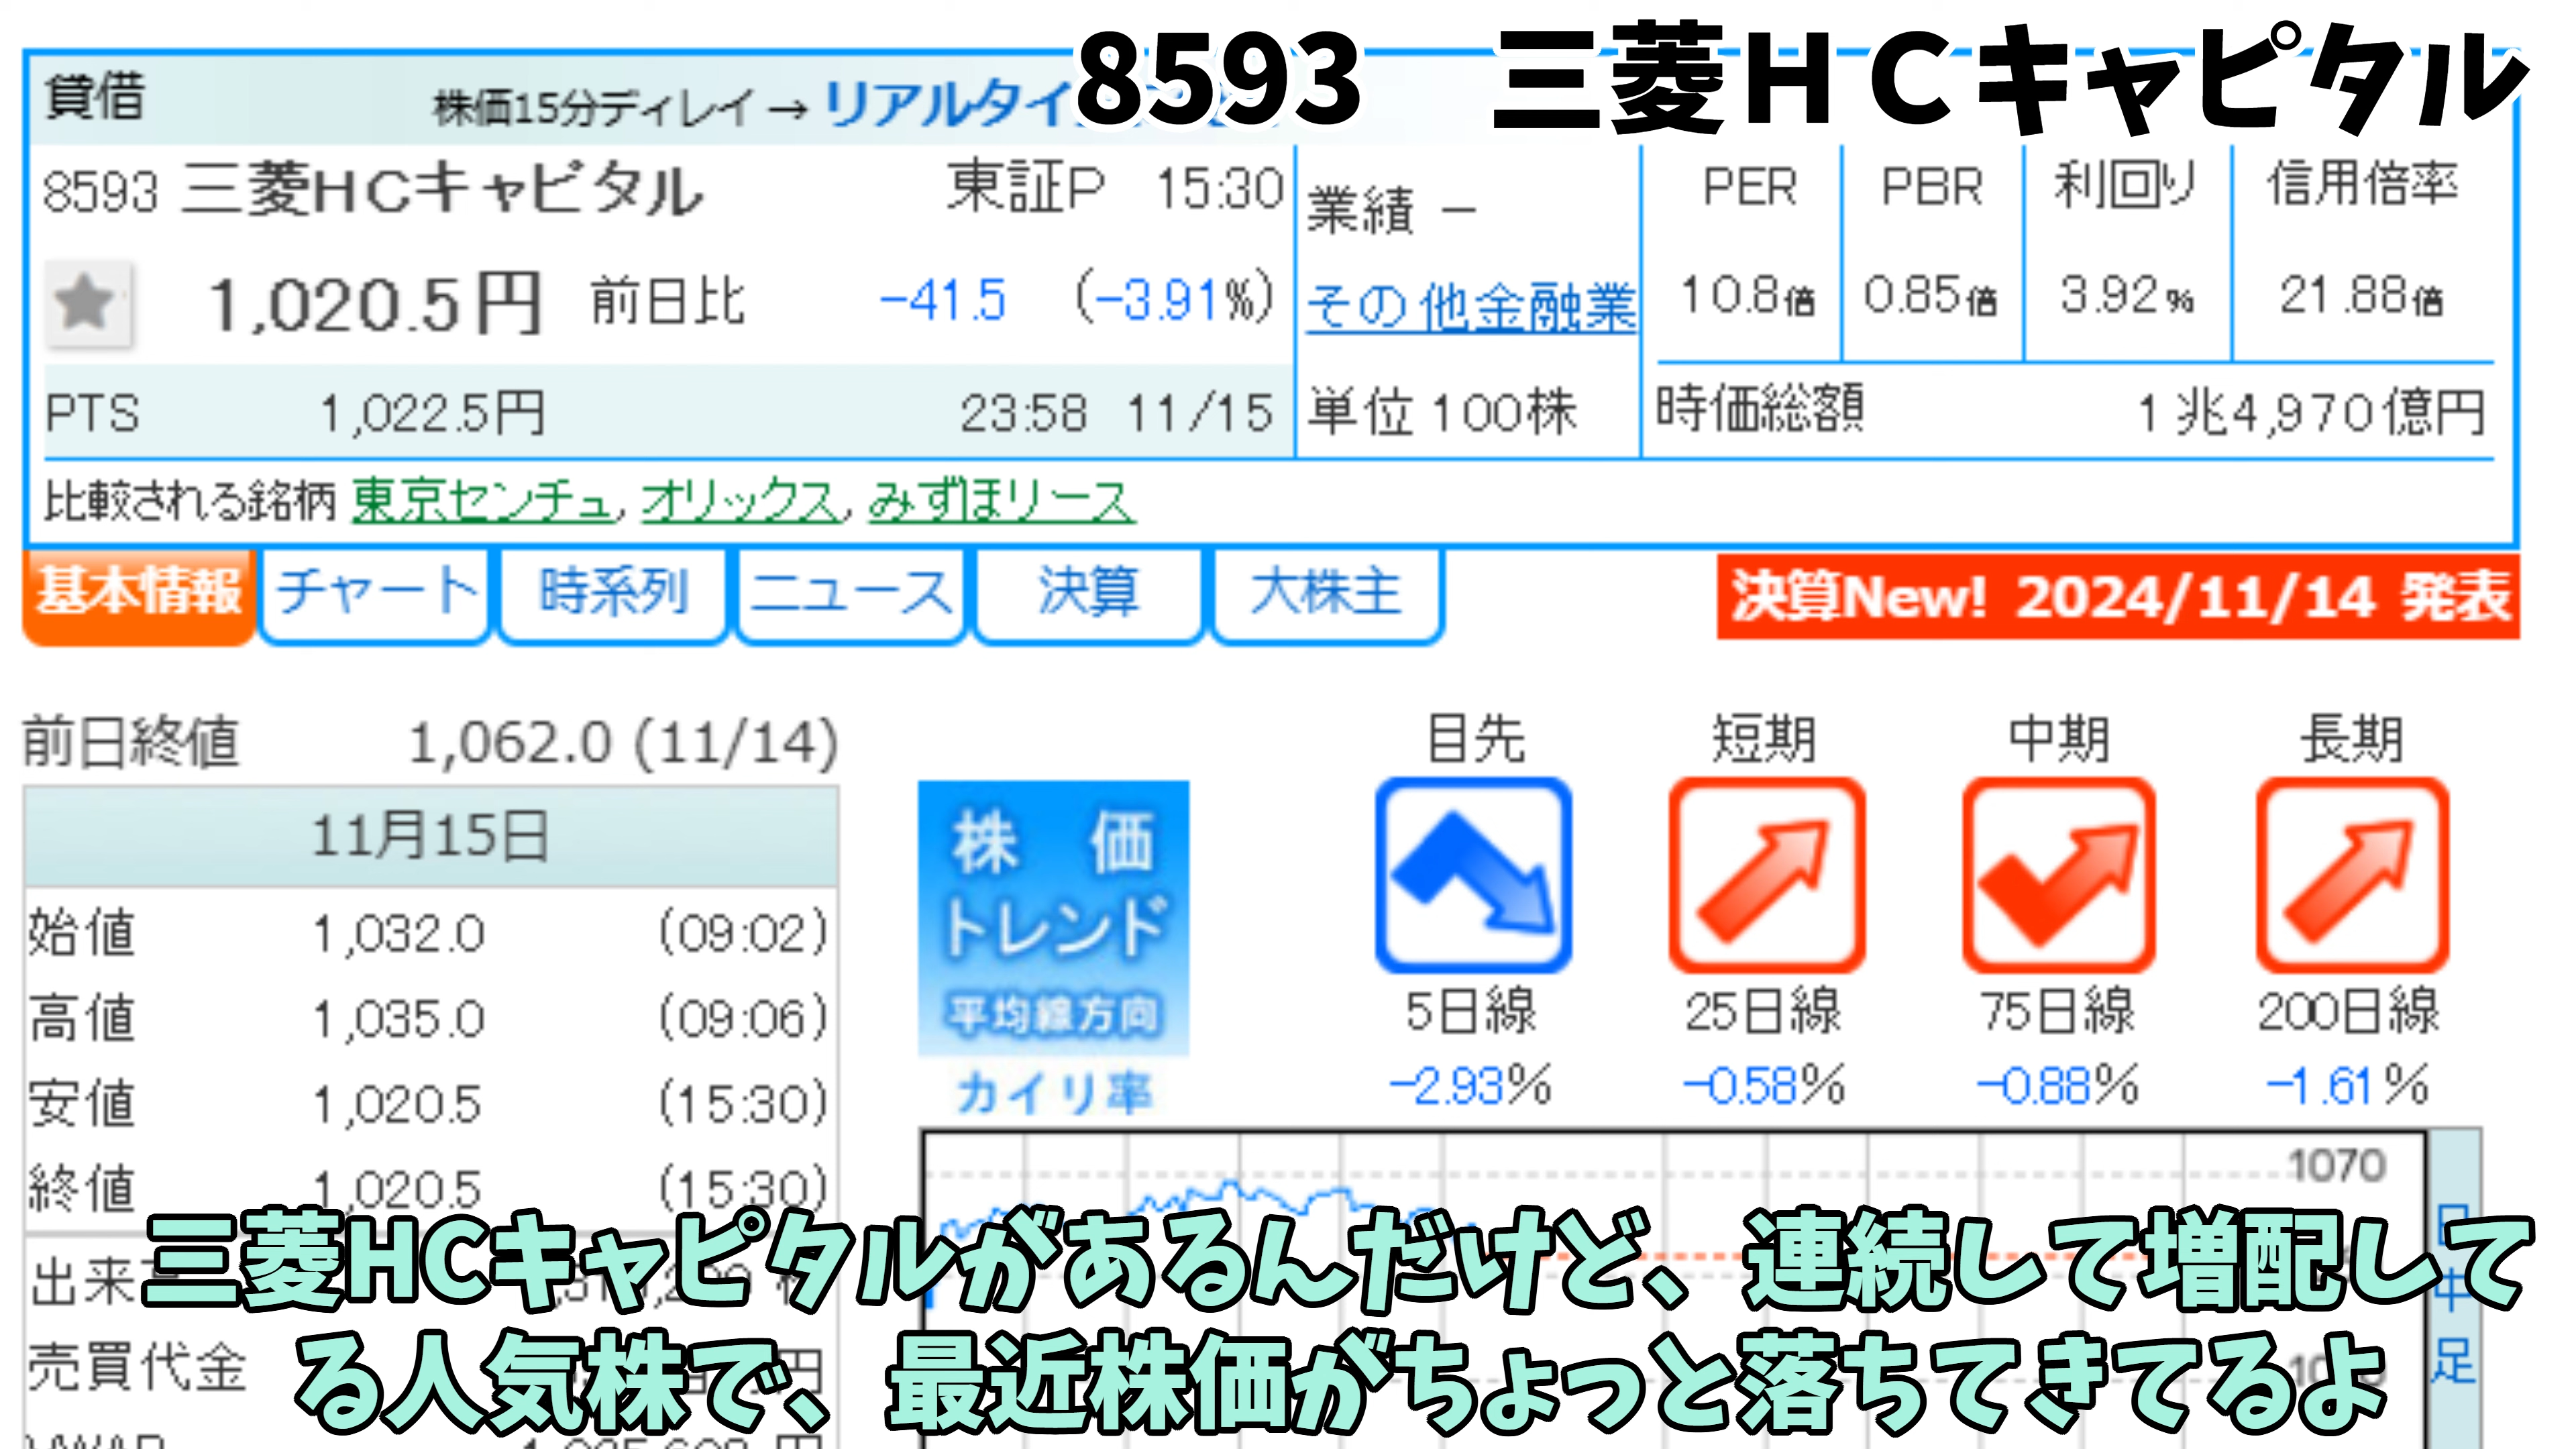 8593　三菱ＨＣキャピタル
貸借 株価15分ディレイ → リアルタイ
8593 三菱HCキャピタル 東証P 15:30
1,020.5円 前日比 -41.5 (-3.91%)
PTS 1,022.5円 23:58 11/15
業績 －
その他金融業
単位 100株
PER PBR 利回り 信用倍率
10.8倍 0.85倍 3.92% 21.88倍
時価総額 1兆4,970億円
比較される銘柄 東京センチュ, オリックス, みずほリース
基本情報 チャート 時系列 ニュース 決算 大株主
決算New! 2024/11/14 発表
前日終値 1,062.0 (11/14)
11月15日
始値 1,032.0 (09:02)
高値 1,035.0 (09:06)
安値 1,020.5 (15:30)
終値 1,020.5 (15:30)
出来
売買代金 円
株価
トレンド
平均線方向
カイリ率
目先 短期 中期 長期
5日線 25日線 75日線 200日線
-2.93% -0.58% -0.88% -1.61%
1070
日中足
三菱HCキャピタルがあるんだけど、連続して増配して
る人気株で、最近株価がちょっと落ちてきてるよ